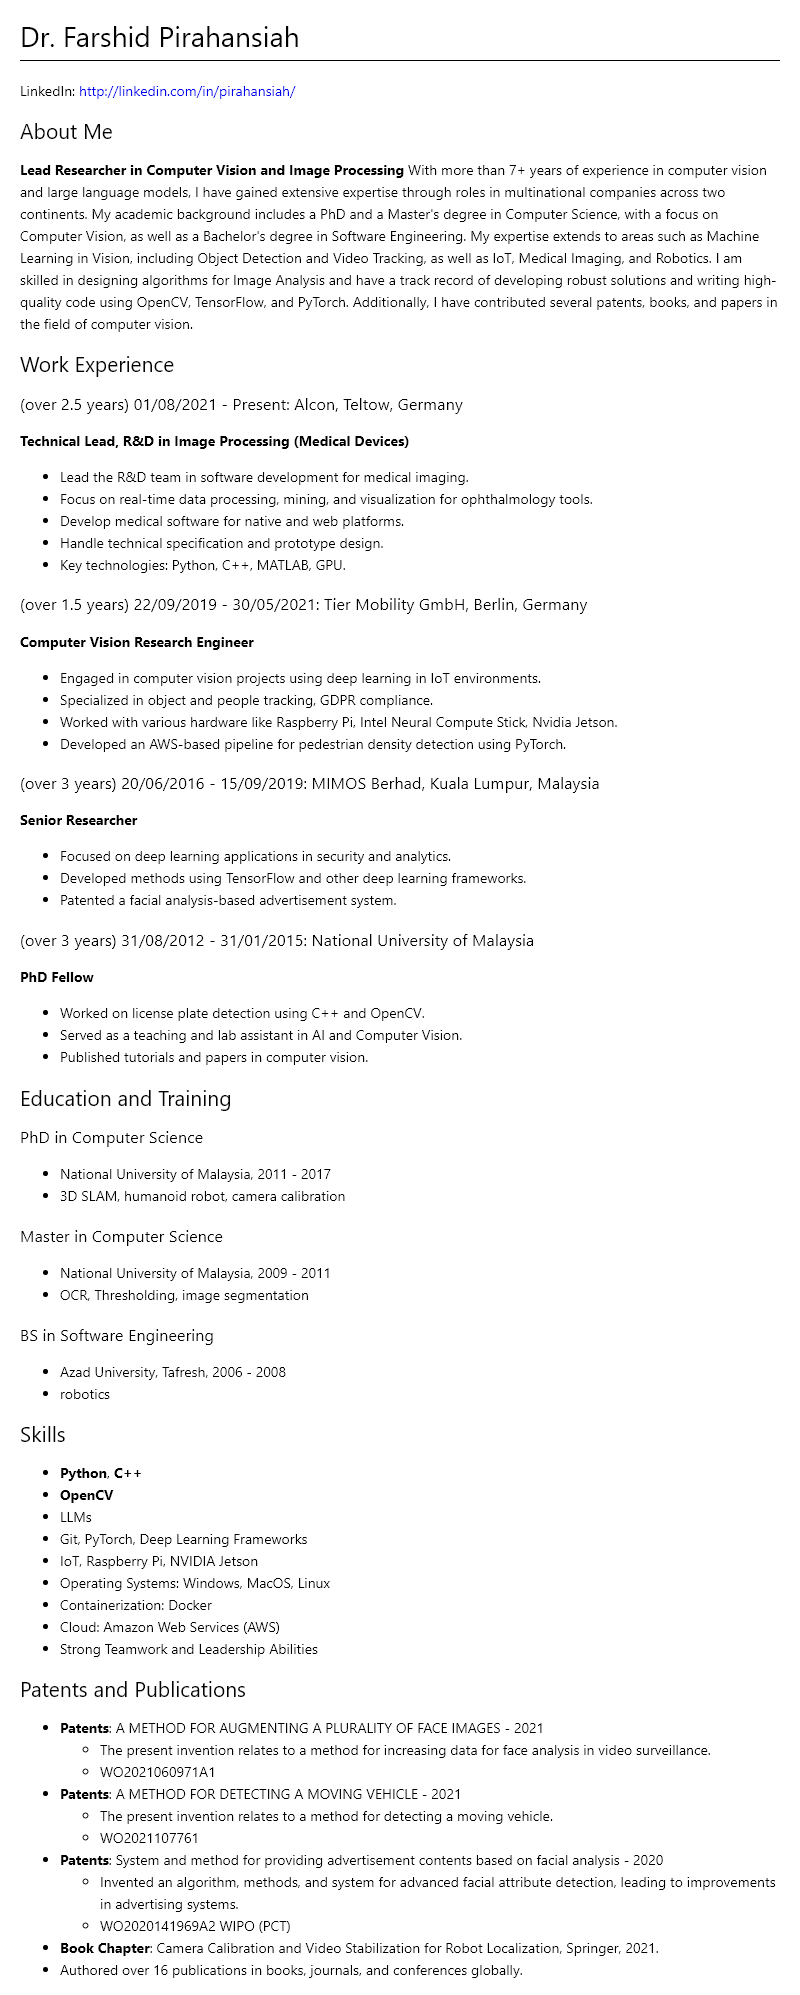 Dr. Farshid Pirahansiah
LinkedIn: http://linkedin.com/in/pirahansiah/
About Me
Lead Researcher in Computer Vision and Image Processing With more than 7+ years of experience in computer vision
and large language models, I have gained extensive expertise through roles in multinational companies across two
continents. My academic background includes a PhD and a Master's degree in Computer Science, with a focus on
Computer Vision, as well as a Bachelor's degree in Software Engineering. My expertise extends to areas such as Machine
Learning in Vision, including Object Detection and Video Tracking, as well as IoT, Medical Imaging, and Robotics. I am
skilled in designing algorithms for Image Analysis and have a track record of developing robust solutions and writing high-
quality code using OpenCV, TensorFlow, and PyTorch. Additionally, I have contributed several patents, books, and papers in
the field of computer vision.
Work Experience
(over 2.5 years) 01/08/2021 - Present: Alcon, Teltow, Germany
Technical Lead, R&D in Image Processing (Medical Devices)
• Lead the R&D team in software development for medical imaging.
• Focus on real-time data processing, mining, and visualization for ophthalmology tools.
• Develop medical software for native and web platforms.
• Handle technical specification and prototype design.
• Key technologies: Python, C++, MATLAB, GPU.
(over 1.5 years) 22/09/2019 - 30/05/2021: Tier Mobility GmbH, Berlin, Germany
Computer Vision Research Engineer
• Engaged in computer vision projects using deep learning in IoT environments.
• Specialized in object and people tracking, GDPR compliance.
• Worked with various hardware like Raspberry Pi, Intel Neural Compute Stick, Nvidia Jetson.
• Developed an AWS-based pipeline for pedestrian density detection using PyTorch.
(over 3 years) 20/06/2016 - 15/09/2019: MIMOS Berhad, Kuala Lumpur, Malaysia
Senior Researcher
• Focused on deep learning applications in security and analytics.
• Developed methods using TensorFlow and other deep learning frameworks.
• Patented a facial analysis-based advertisement system.
(over 3 years) 31/08/2012 - 31/01/2015: National University of Malaysia
PhD Fellow
• Worked on license plate detection using C++ and OpenCV.
• Served as a teaching and lab assistant in AI and Computer Vision.
• Published tutorials and papers in computer vision.
Education and Training
PhD in Computer Science
• National University of Malaysia, 2011 - 2017
• 3D SLAM, humanoid robot, camera calibration
Master in Computer Science
• National University of Malaysia, 2009 - 2011
• OCR, Thresholding, image segmentation
BS in Software Engineering
• Azad University, Tafresh, 2006 - 2008
• robotics
Skills
• Python, C++
• OpenCV
• LLMs
• Git, PyTorch, Deep Learning Frameworks
• IoT, Raspberry Pi, NVIDIA Jetson
• Operating Systems: Windows, MacOS, Linux
• Containerization: Docker
• Cloud: Amazon Web Services (AWS)
• Strong Teamwork and Leadership Abilities
Patents and Publications
• Patents: A METHOD FOR AUGMENTING A PLURALITY OF FACE IMAGES - 2021
◦ The present invention relates to a method for increasing data for face analysis in video surveillance.
◦ WO2021060971A1
• Patents: A METHOD FOR DETECTING A MOVING VEHICLE - 2021
◦ The present invention relates to a method for detecting a moving vehicle.
◦ WO2021107761
• Patents: System and method for providing advertisement contents based on facial analysis - 2020
◦ Invented an algorithm, methods, and system for advanced facial attribute detection, leading to improvements
in advertising systems.
◦ WO2020141969A2 WIPO (PCT)
• Book Chapter: Camera Calibration and Video Stabilization for Robot Localization, Springer, 2021.
• Authored over 16 publications in books, journals, and conferences globally.